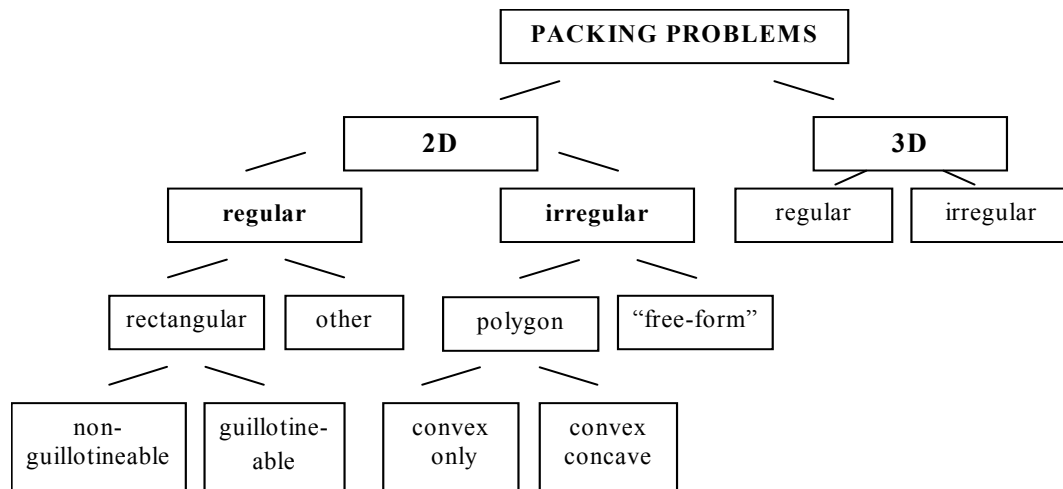 PACKING PROBLEMS
2D
3D
regular
irregular
regular
irregular
rectangular
other
polygon
“free-form”
non-
guillotineable
guillotine-
able
convex
only
convex
concave